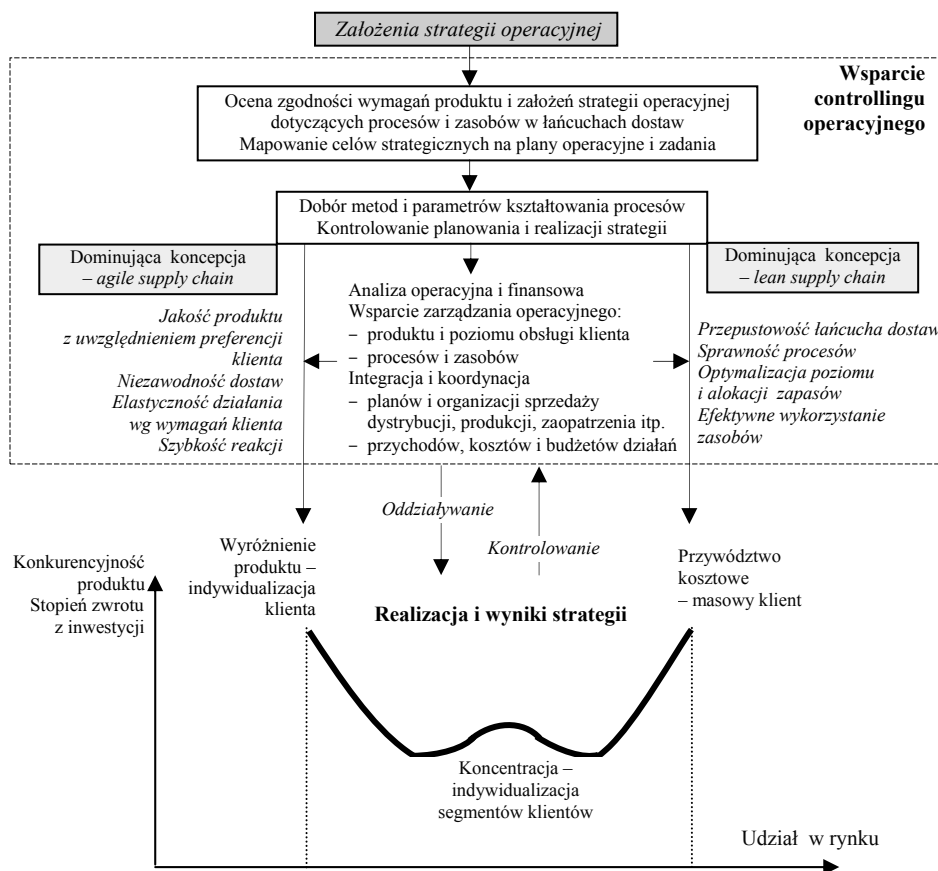 Założenia strategii operacyjnej
Wsparcie
controllingu
operacyjnego
Ocena zgodności wymagań produktu i założeń strategii operacyjnej
dotyczących procesów i zasobów w łańcuchach dostaw
Mapowanie celów strategicznych na plany operacyjne i zadania
Dobór metod i parametrów kształtowania procesów
Kontrolowanie planowania i realizacji strategii
Dominująca koncepcja
– agile supply chain
Dominująca koncepcja
– lean supply chain
Jakość produktu
z uwzględnieniem preferencji
klienta
Niezawodność dostaw
Elastyczność działania
wg wymagań klienta
Szybkość reakcji
Analiza operacyjna i finansowa
Wsparcie zarządzania operacyjnego:
– produktu i poziomu obsługi klienta
– procesów i zasobów
Integracja i koordynacja
– planów i organizacji sprzedaży
dystrybucji, produkcji, zaopatrzenia itp.
– przychodów, kosztów i budżetów działań
Przepustowość łańcucha dostaw
Sprawność procesów
Optymalizacja poziomu
i alokacji zapasów
Efektywne wykorzystanie
zasobów
Oddziaływanie
Kontrolowanie
Konkurencyjność
produktu
Stopień zwrotu
z inwestycji
Wyróżnienie
produktu –
indywidualizacja
klienta
Realizacja i wyniki strategii
Przywództwo
kosztowe
– masowy klient
Koncentracja –
indywidualizacja
segmentów klientów
Udział w rynku